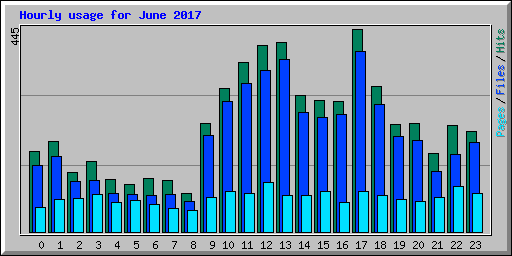 Hourly usage for June 2017
445
Pages/Files/Hits
0 1 2 3 4 5 6 7 8 9 10 11 12 13 14 15 16 17 18 19 20 21 22 23